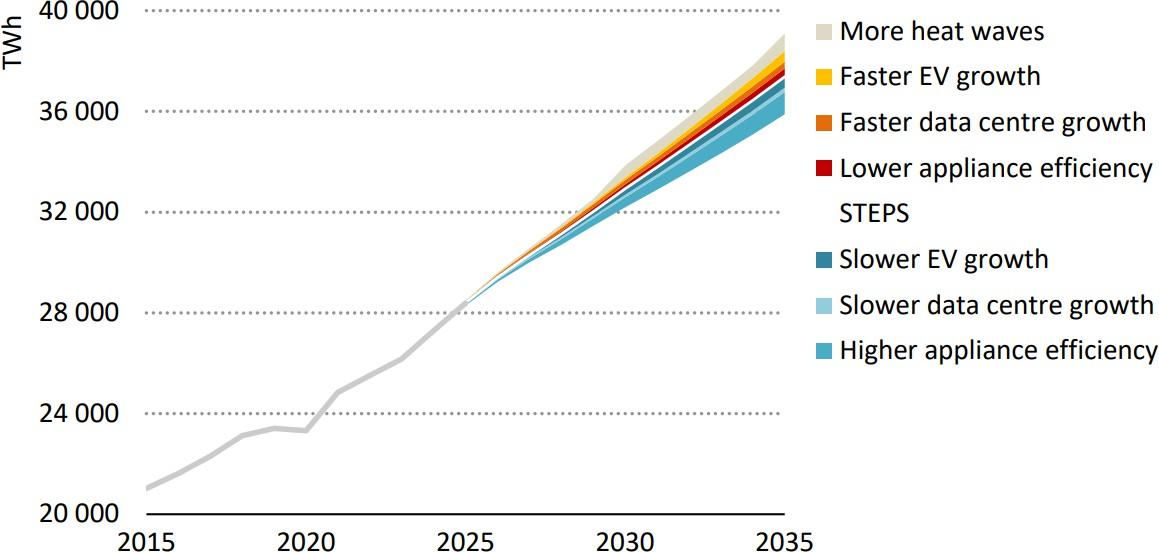 TWh
40 000
36 000
32 000
28 000
24 000
20 000
2015 2020 2025 2030 2035
More heat waves
Faster EV growth
Faster data centre growth
Lower appliance efficiency
STEPS
Slower EV growth
Slower data centre growth
Higher appliance efficiency